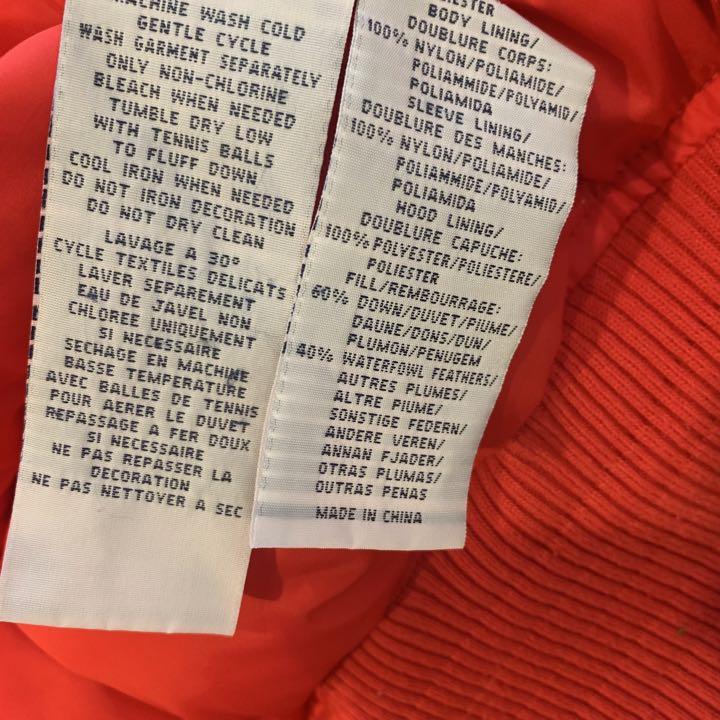 MACHINE WASH COLD
GENTLE CYCLE
WASH GARMENT SEPARATELY
ONLY NON-CHLORINE
BLEACH WHEN NEEDED
TUMBLE DRY LOW
WITH TENNIS BALLS
TO FLUFF DOWN
COOL IRON WHEN NEEDED
DO NOT IRON DECORATION
DO NOT DRY CLEAN
LAVAGE A 30°
CYCLE TEXTILES DELICATS
LAVER SEPAREMENT
EAU DE JAVEL NON
CHLOREE UNIQUEMENT
SI NECESSAIRE
SECHAGE EN MACHINE
BASSE TEMPERATURE
AVEC BALLES DE TENNIS
POUR AERER LE DUVET
REPASSAGE A FER DOUX
SI NECESSAIRE
NE PAS REPASSER LA
DECORATION
NE PAS NETTOYER A SEC
BODY LINING/
DOUBLURE CORPS:
100% NYLON/POLIAMIDE/
POLIAMMIDE/POLYAMID/
POLIAMIDA
SLEEVE LINING/
DOUBLURE DES MANCHES:
100% NYLON/POLIAMIDE/
POLIAMMIDE/POLYAMID/
POLIAMIDA
HOOD LINING/
DOUBLURE CAPUCHE:
100% POLYESTER/POLIESTERE/
POLIESTER
FILL/REMBOURRAGE:
60% DOWN/DUVET/PIUME/
DAUNE/DONS/DUN/
PLUMON/PENUGEM
40% WATERFOWL FEATHERS/
AUTRES PLUMES/
ALTRE PIUME/
SONSTIGE FEDERN/
ANDERE VEREN/
ANNAN FJADER/
OTRAS PLUMAS/
OUTRAS PENAS
MADE IN CHINA